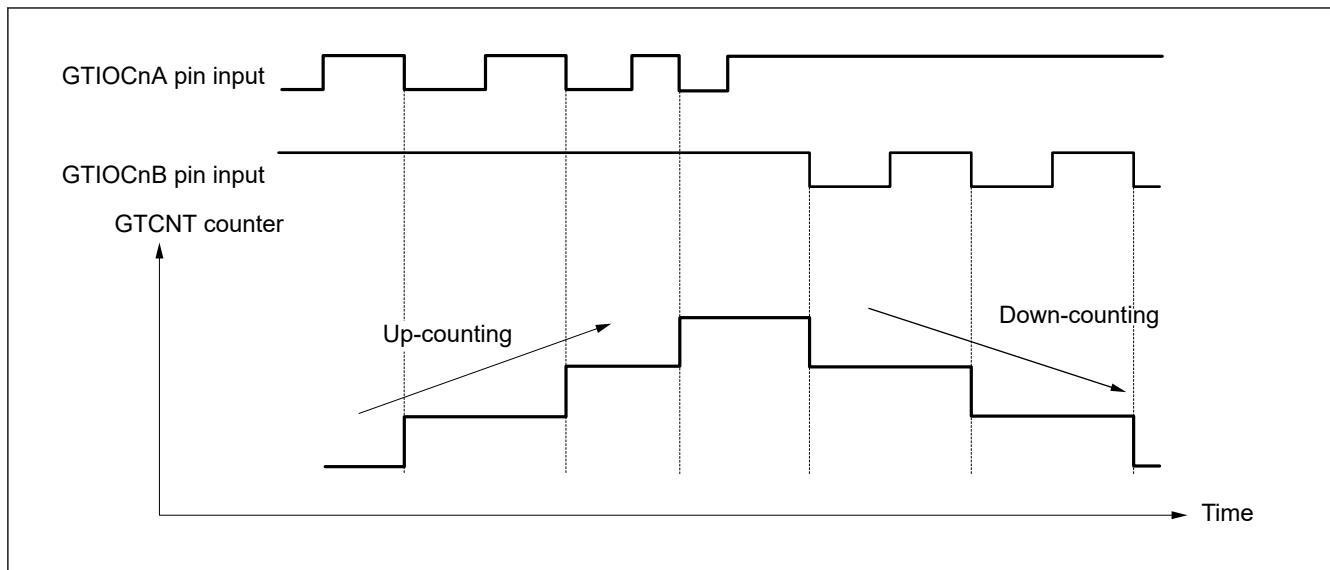 GTIOCnA pin input
GTIOCnB pin input
GTCNT counter
Up-counting
Down-counting
Time